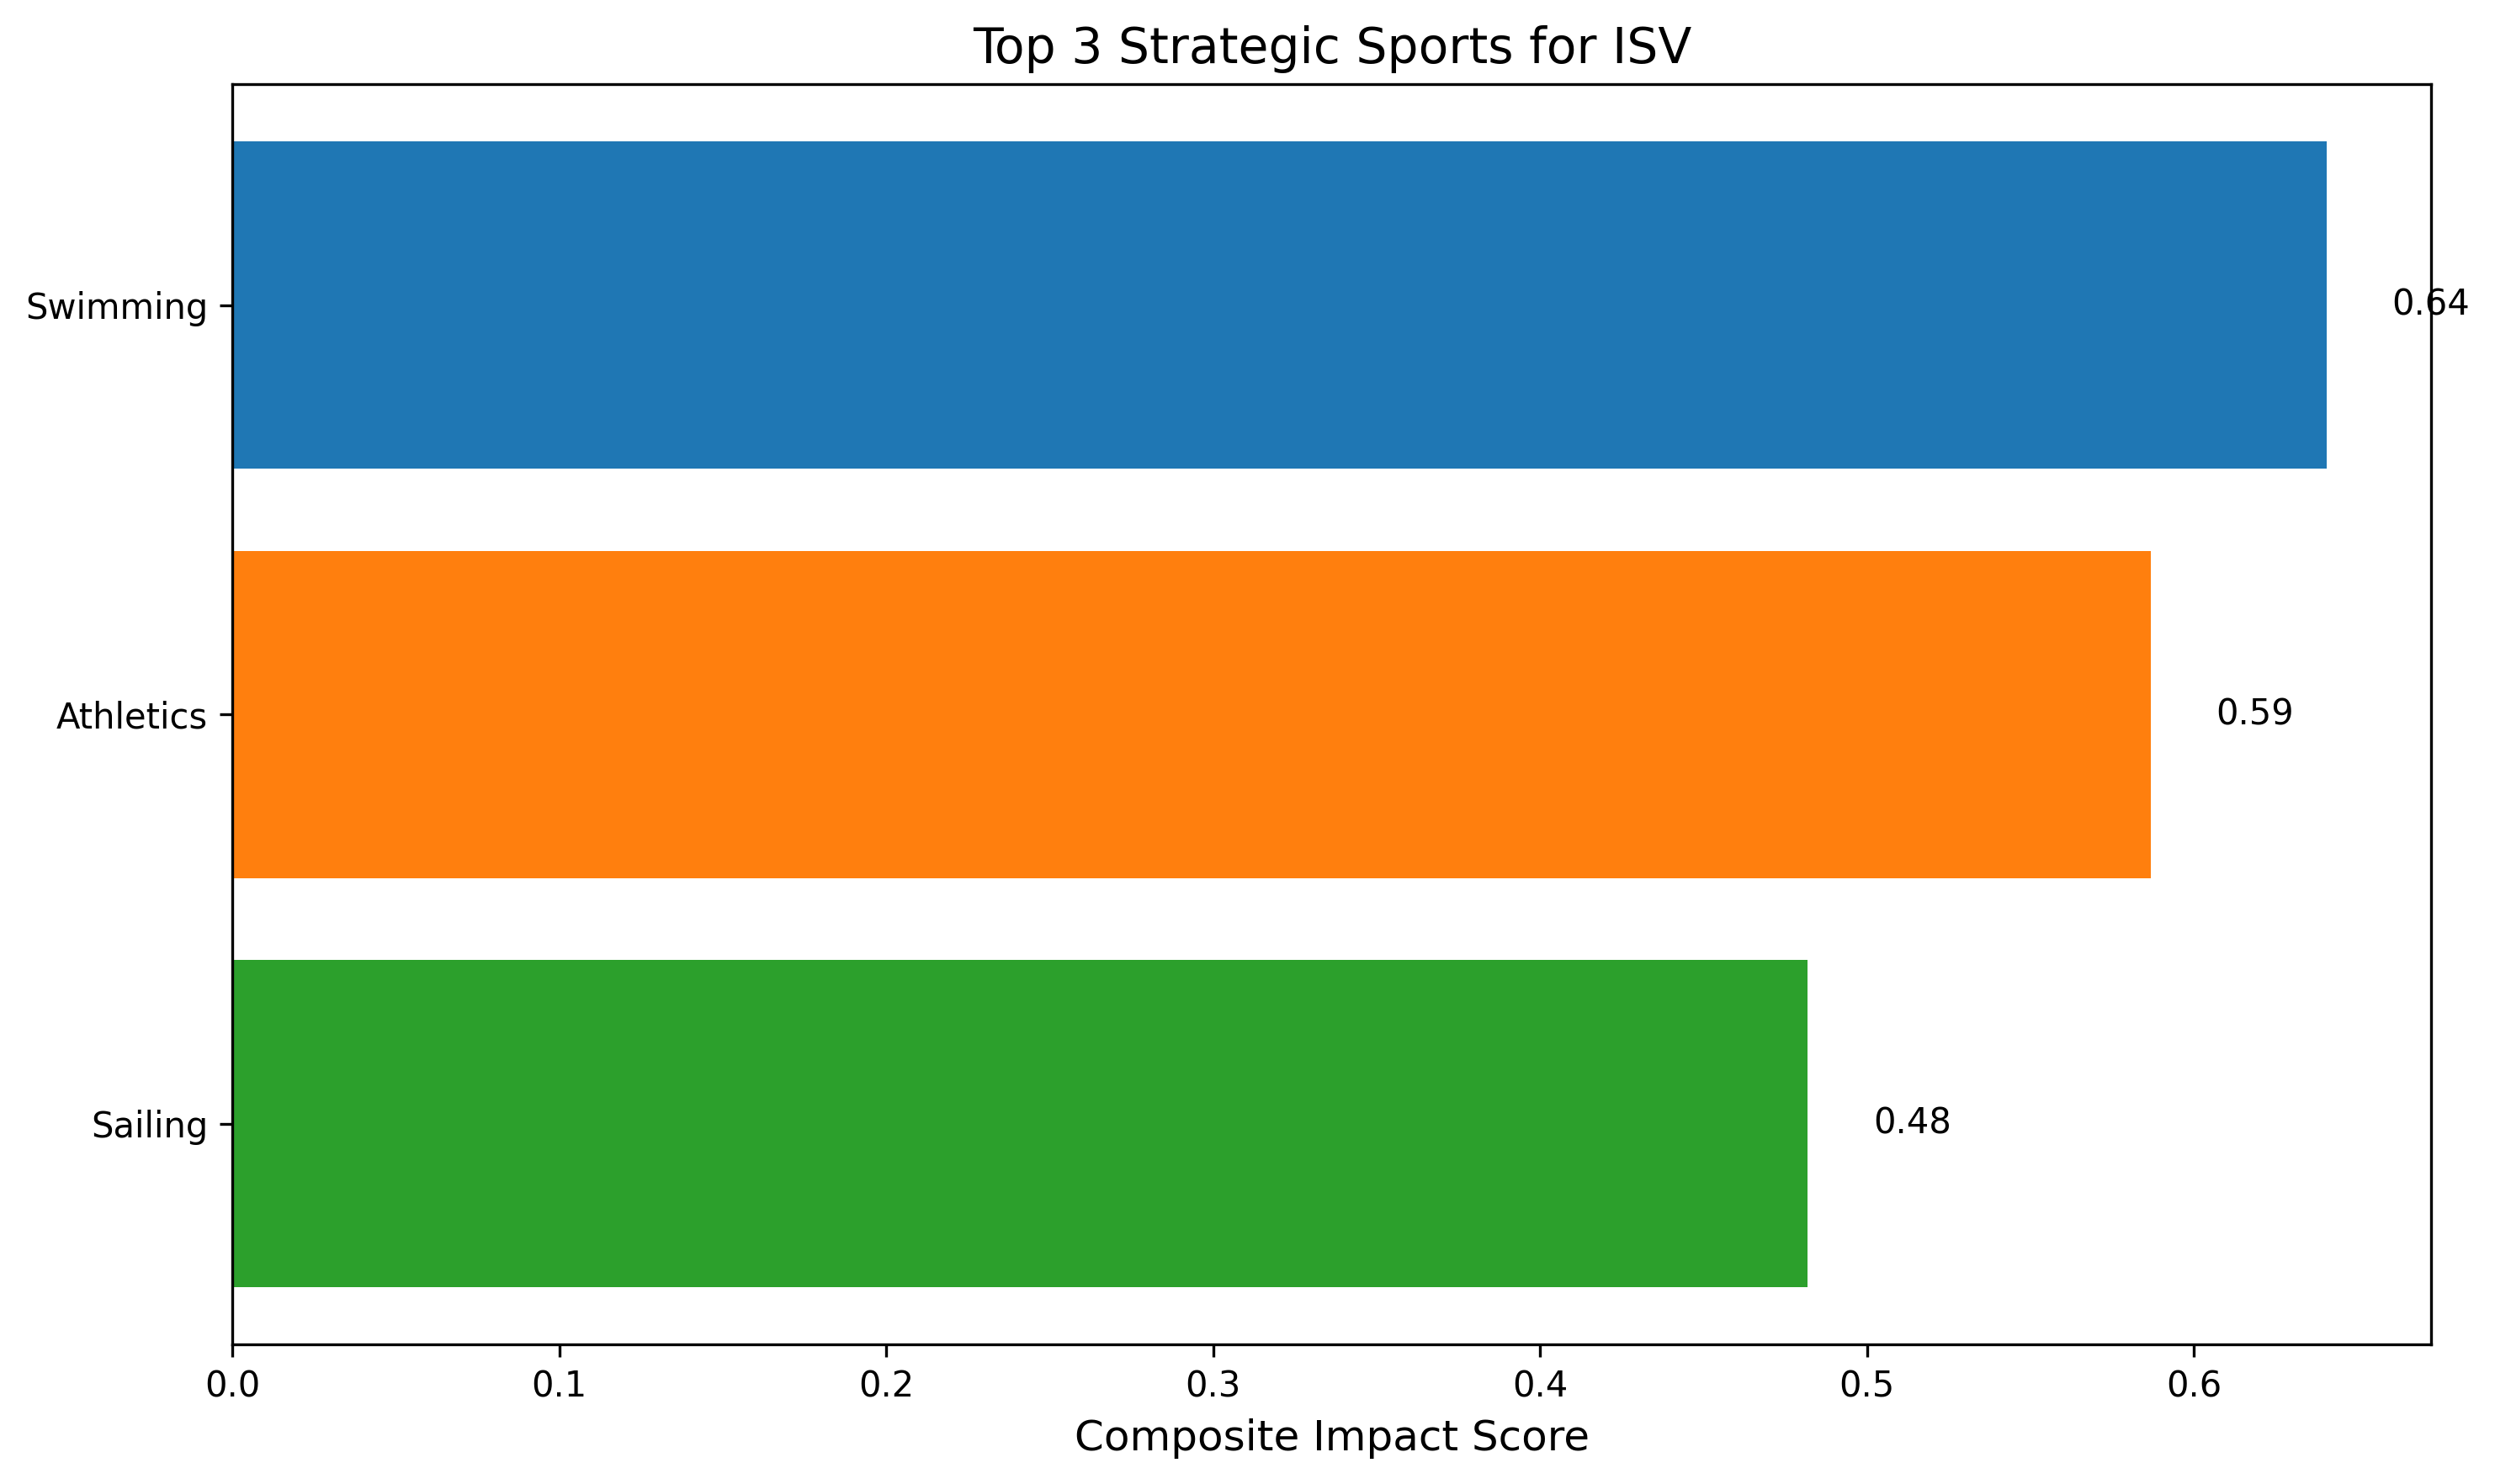 Top 3 Strategic Sports for ISV
Swimming
0.64
Athletics
0.59
Sailing
0.48
0.0 0.1 0.2 0.3 0.4 0.5 0.6
Composite Impact Score